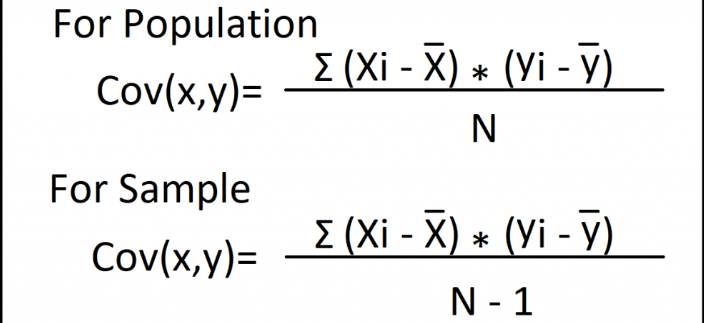 For Population
Cov(x,y)= Σ (Xi - X̅) * (Yi - y̅)
N
For Sample
Cov(x,y)= Σ (Xi - X̅) * (Yi - y̅)
N - 1